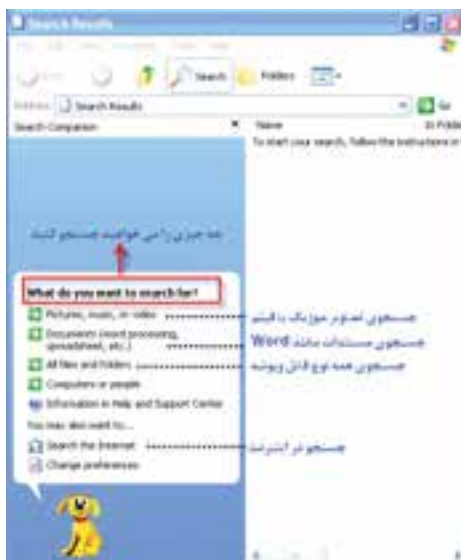 Search Results
Search
Folders
Search Results
Go
Search Companion
Name
In Folder
To start your search, follow the instructions in
چه چیزی را می خواهید جستجو کنید
What do you want to search for?
Pictures, music, or video
جستجوی تصاویر موزیک یا فیلم
Documents (word processing, spreadsheet, etc.)
جستجوی مستندات مانند Word
All files and folders
جستجوی همه نوع فایل و پوشه
Computers or people
Information in Help and Support Center
You may also want to...
Search the Internet
جستجو در اینترنت
Change preferences